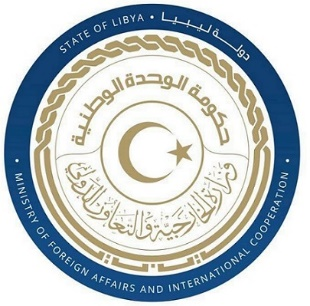 STATE OF LIBYA
دولة ليبيا
حكومة الوحدة الوطنية
وزارة الخارجية والتعاون الدولي
MINISTRY OF FOREIGN AFFAIRS AND INTERNATIONAL COOPERATION